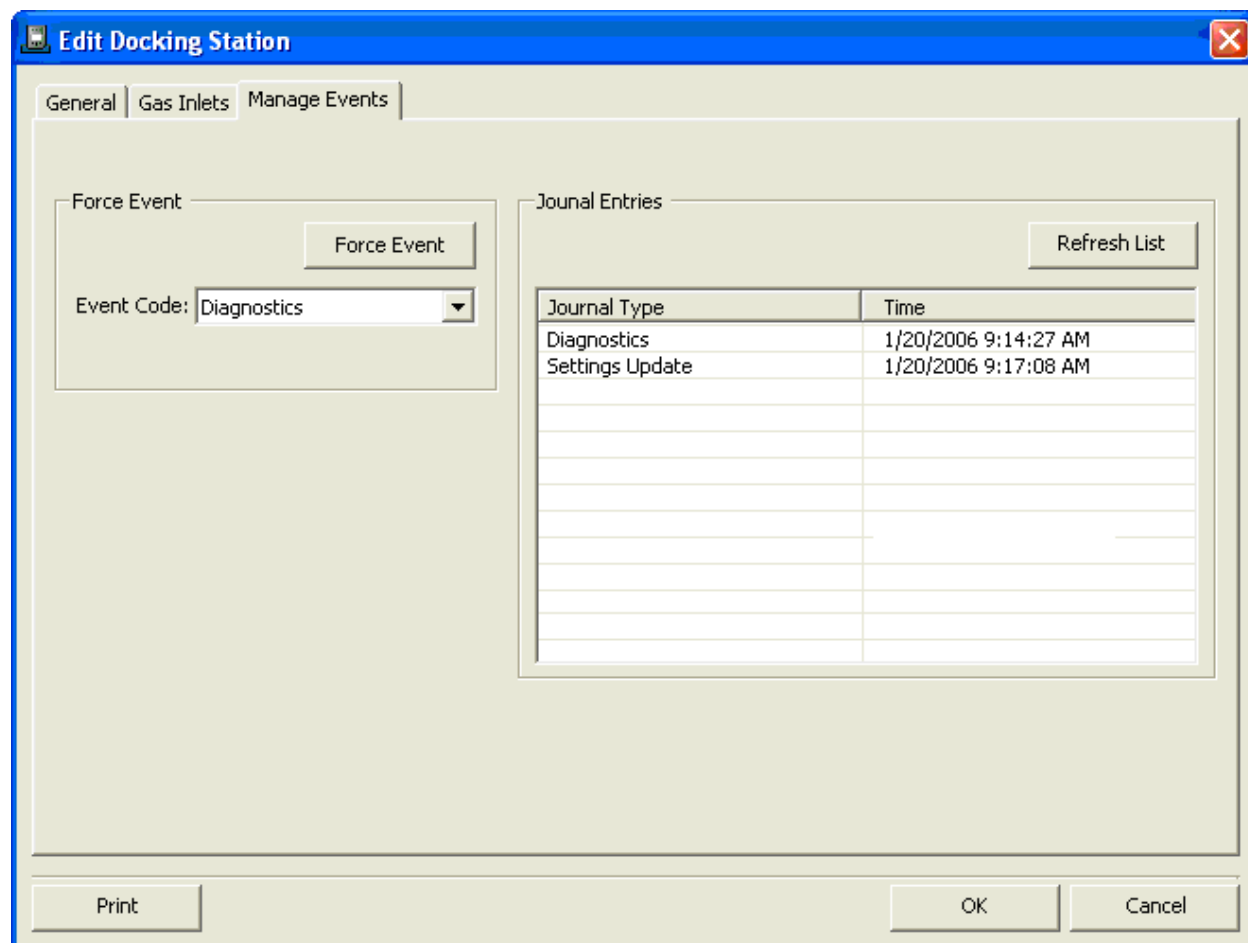 Edit Docking Station
General Gas Inlets Manage Events
Force Event
Force Event
Event Code: Diagnostics
Jounal Entries
Refresh List
Journal Type Time
Diagnostics 1/20/2006 9:14:27 AM
Settings Update 1/20/2006 9:17:08 AM
Print OK Cancel